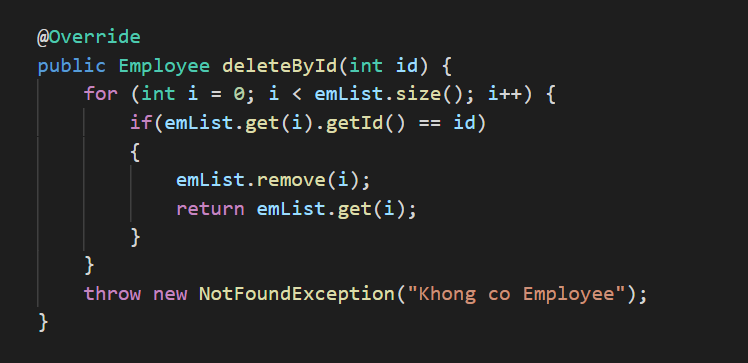 @Override
public Employee deleteById(int id) {
    for (int i = 0; i < emList.size(); i++) {
        if(emList.get(i).getId() == id)
        {
            emList.remove(i);
            return emList.get(i);
        }
    }
    throw new NotFoundException("Khong co Employee");
}